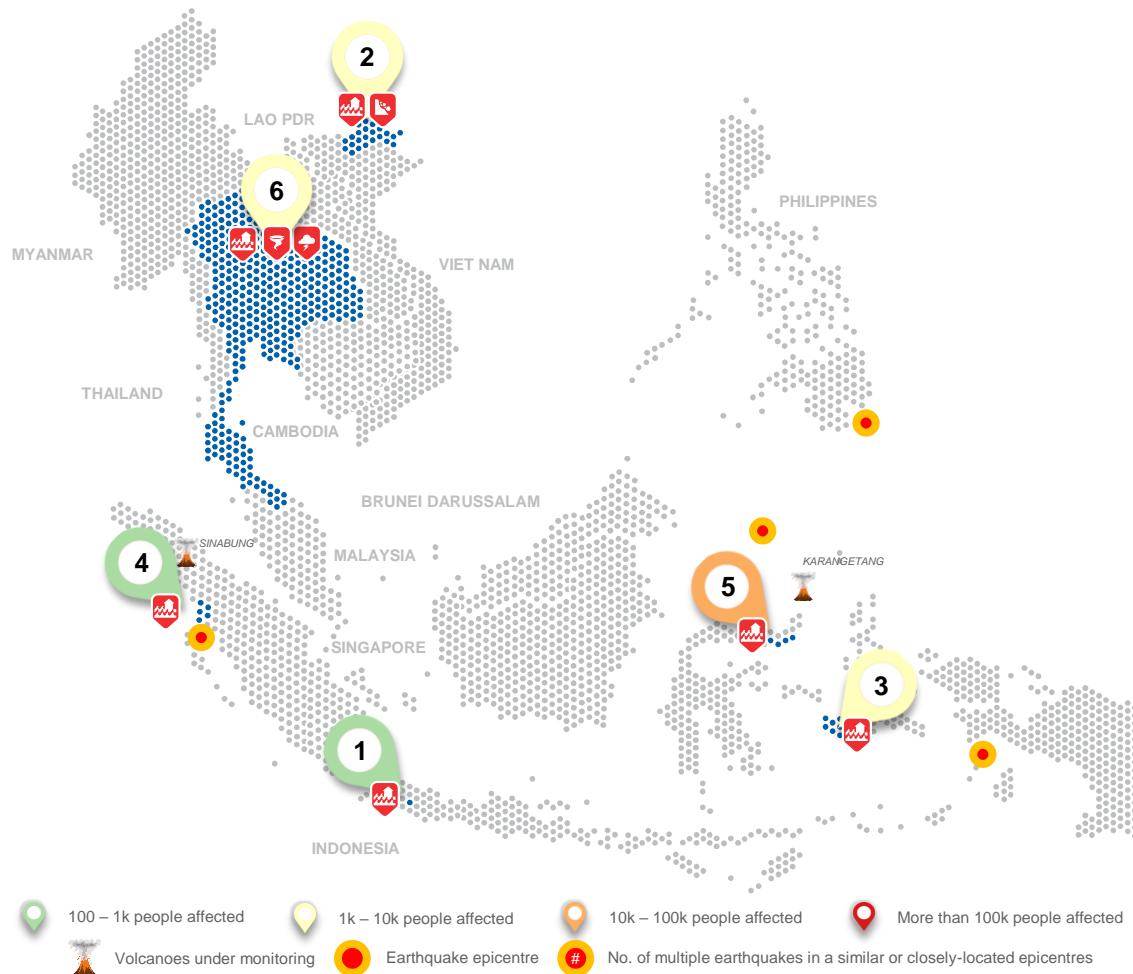 2
LAO PDR
6
PHILIPPINES
MYANMAR
VIET NAM
THAILAND
CAMBODIA
BRUNEI DARUSSALAM
SINABUNG
MALAYSIA
4
KARANGETANG
5
SINGAPORE
3
1
INDONESIA
100 – 1k people affected
1k – 10k people affected
10k – 100k people affected
More than 100k people affected
Volcanoes under monitoring
Earthquake epicentre
# No. of multiple earthquakes in a similar or closely-located epicentres